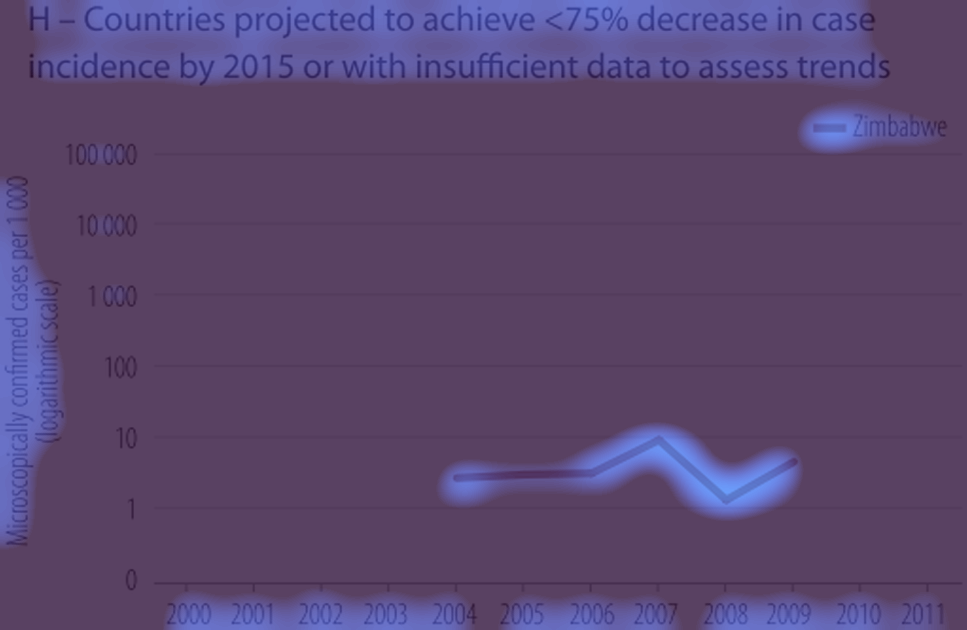 H – Countries projected to achieve <75% decrease in case
incidence by 2015 or with insufficient data to assess trends
Zimbabwe
Microscopically confirmed cases per 1 000
(logarithmic scale)
100 000
10 000
1 000
100
10
1
0
2000 2001 2002 2003 2004 2005 2006 2007 2008 2009 2010 2011